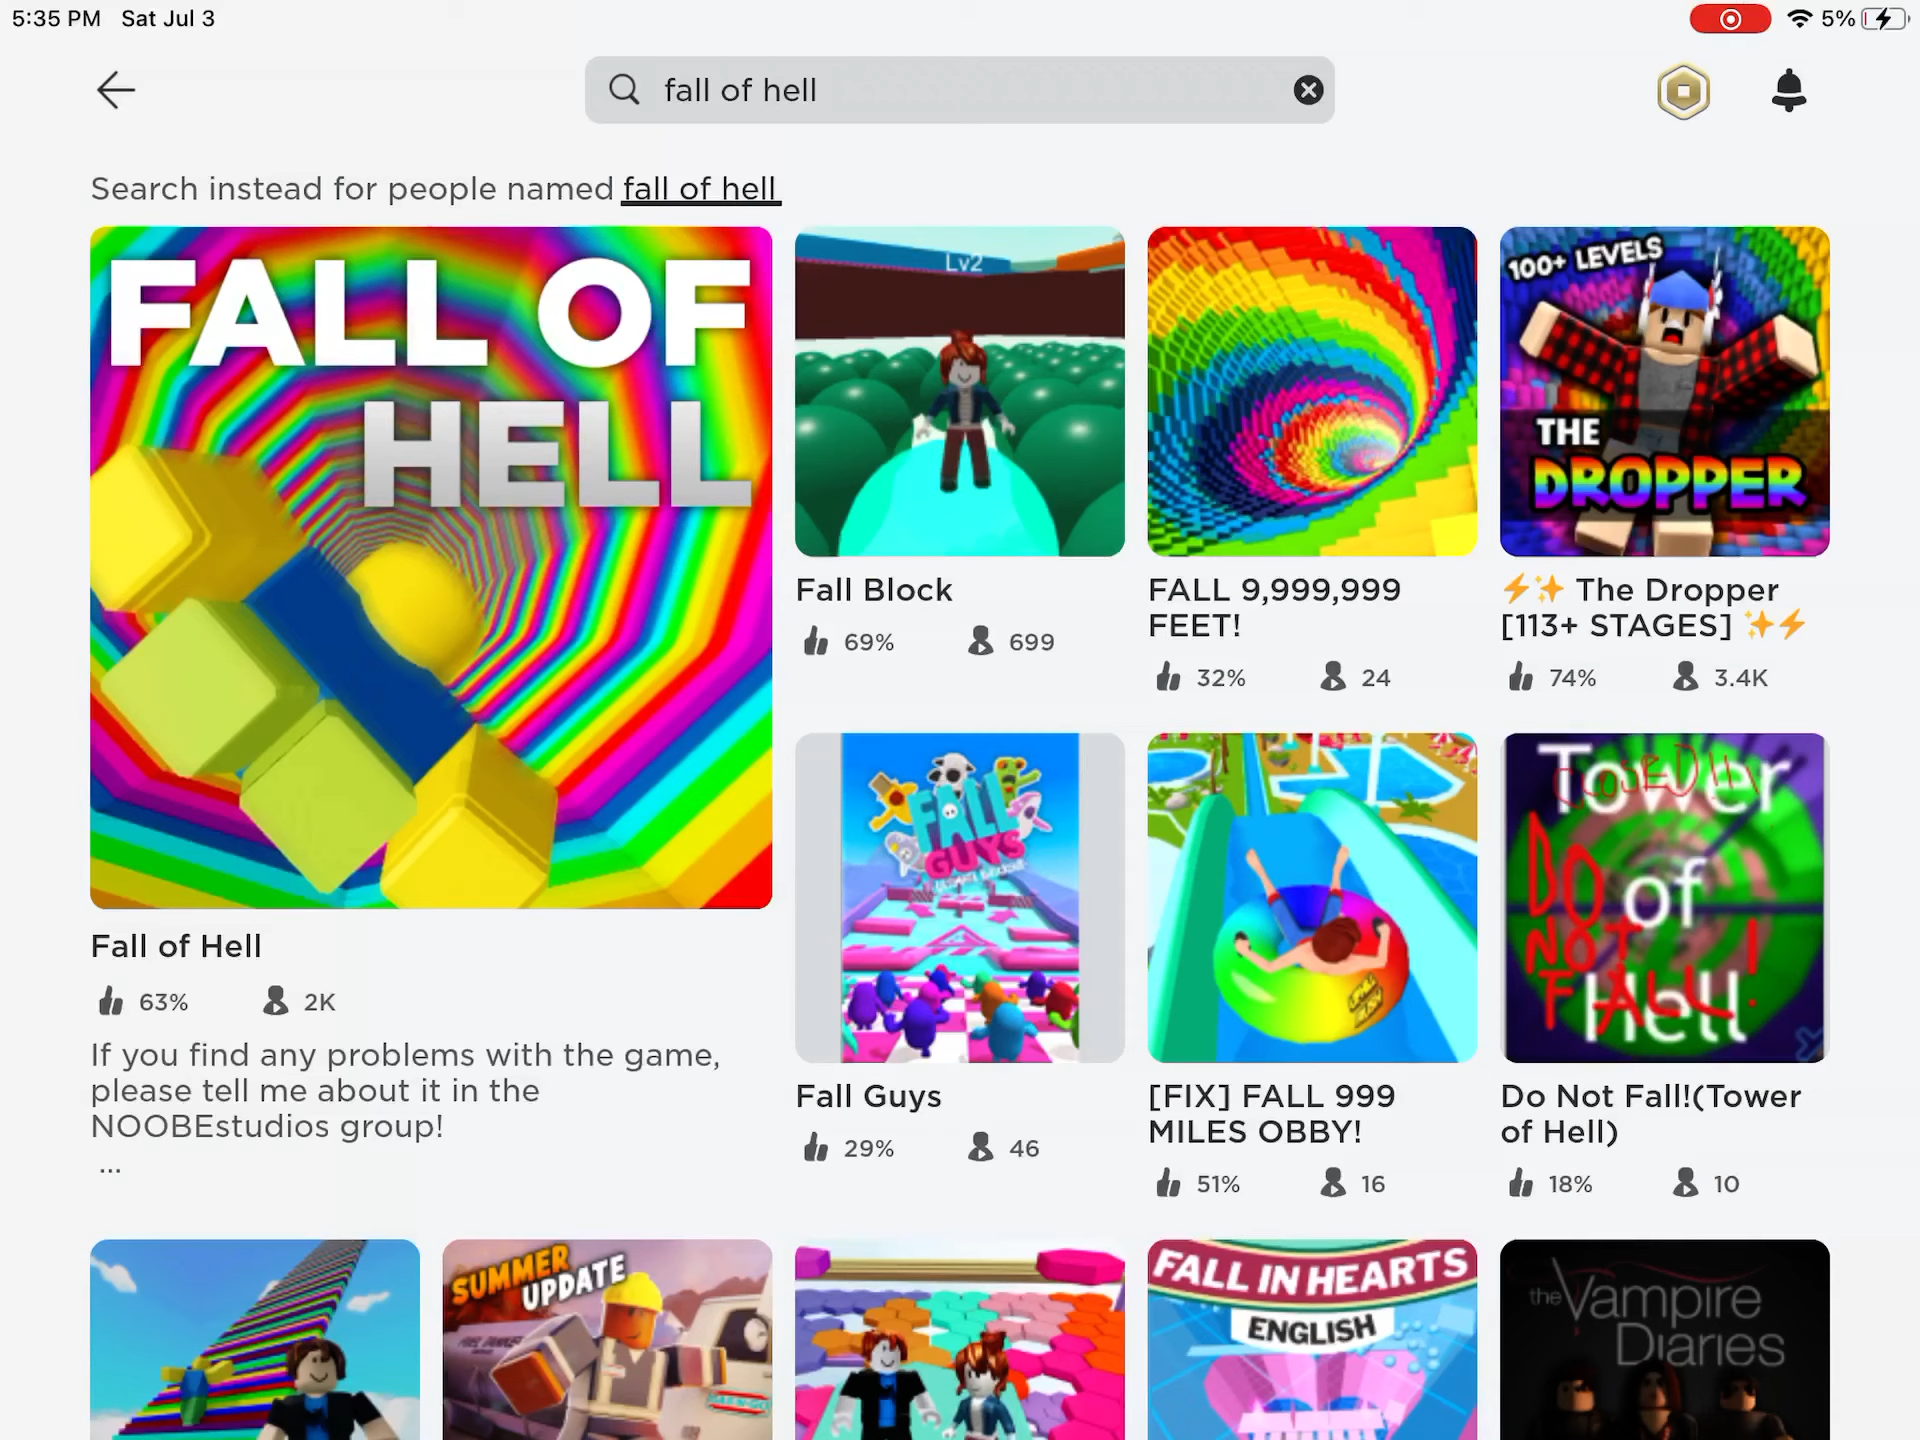 5:35 PM Sat Jul 3
5%
fall of hell
Search instead for people named fall of hell
FALL OF
HELL
Fall of Hell
63% 2K
If you find any problems with the game,
please tell me about it in the
NOOBEstudios group!
...
Lv2
Fall Block
69% 699
FALL 9,999,999
FEET!
32% 24
100+ LEVELS
THE
DROPPER
⚡✨ The Dropper
[113+ STAGES] ✨⚡
74% 3.4K
FALL
GUYS
Fall Guys
29% 46
[FIX] FALL 999
MILES OBBY!
51% 16
Tower
of
Hell
CLOSED!!!
DO
NOT
FALL!
Do Not Fall!(Tower
of Hell)
18% 10
SUMMER
UPDATE
FALL IN HEARTS
ENGLISH
the Vampire
Diaries